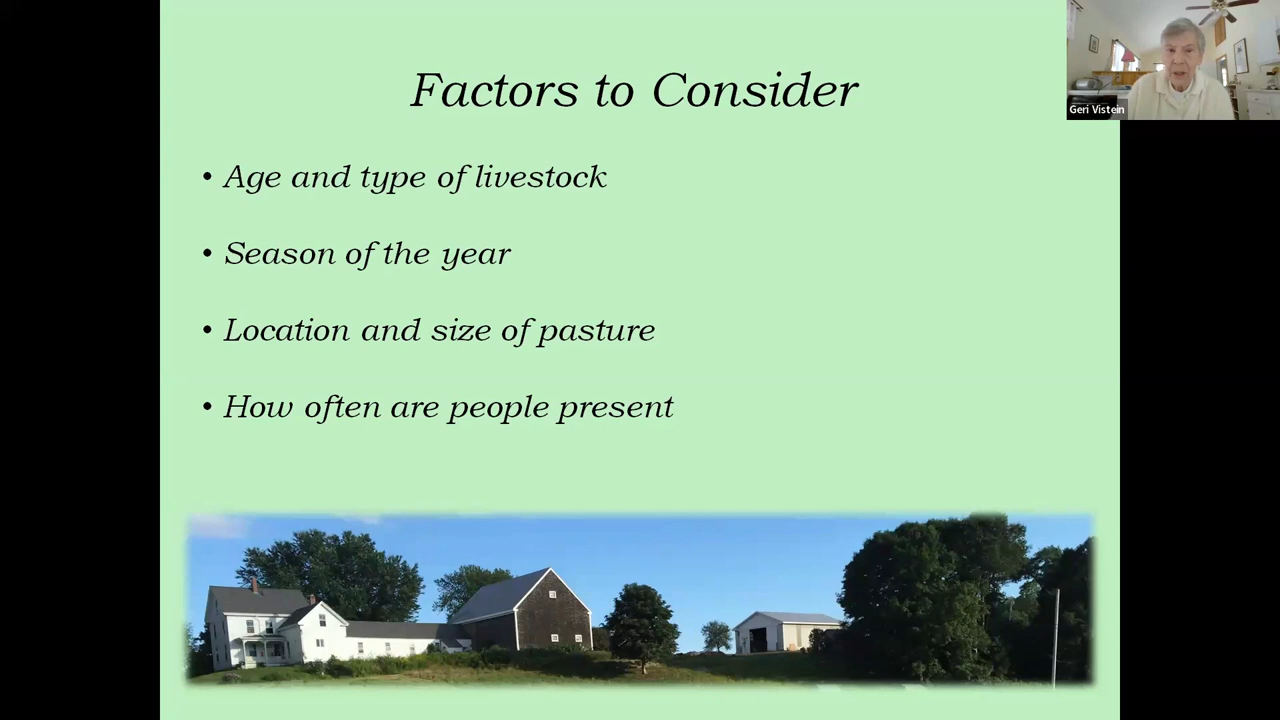 Factors to Consider
Geri Vistein
• Age and type of livestock
• Season of the year
• Location and size of pasture
• How often are people present